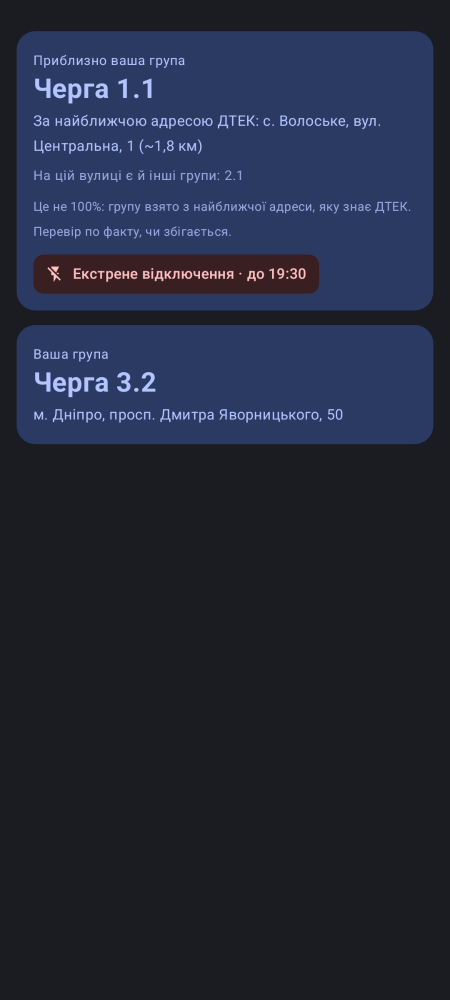 Приблизно ваша група
Черга 1.1
За найближчою адресою ДТЕК: с. Волоське, вул.
Центральна, 1 (~1,8 км)
На цій вулиці є й інші групи: 2.1
Це не 100%: групу взято з найближчої адреси, яку знає ДТЕК.
Перевір по факту, чи збігається.
Екстрене відключення · до 19:30
Ваша група
Черга 3.2
м. Дніпро, просп. Дмитра Яворницького, 50